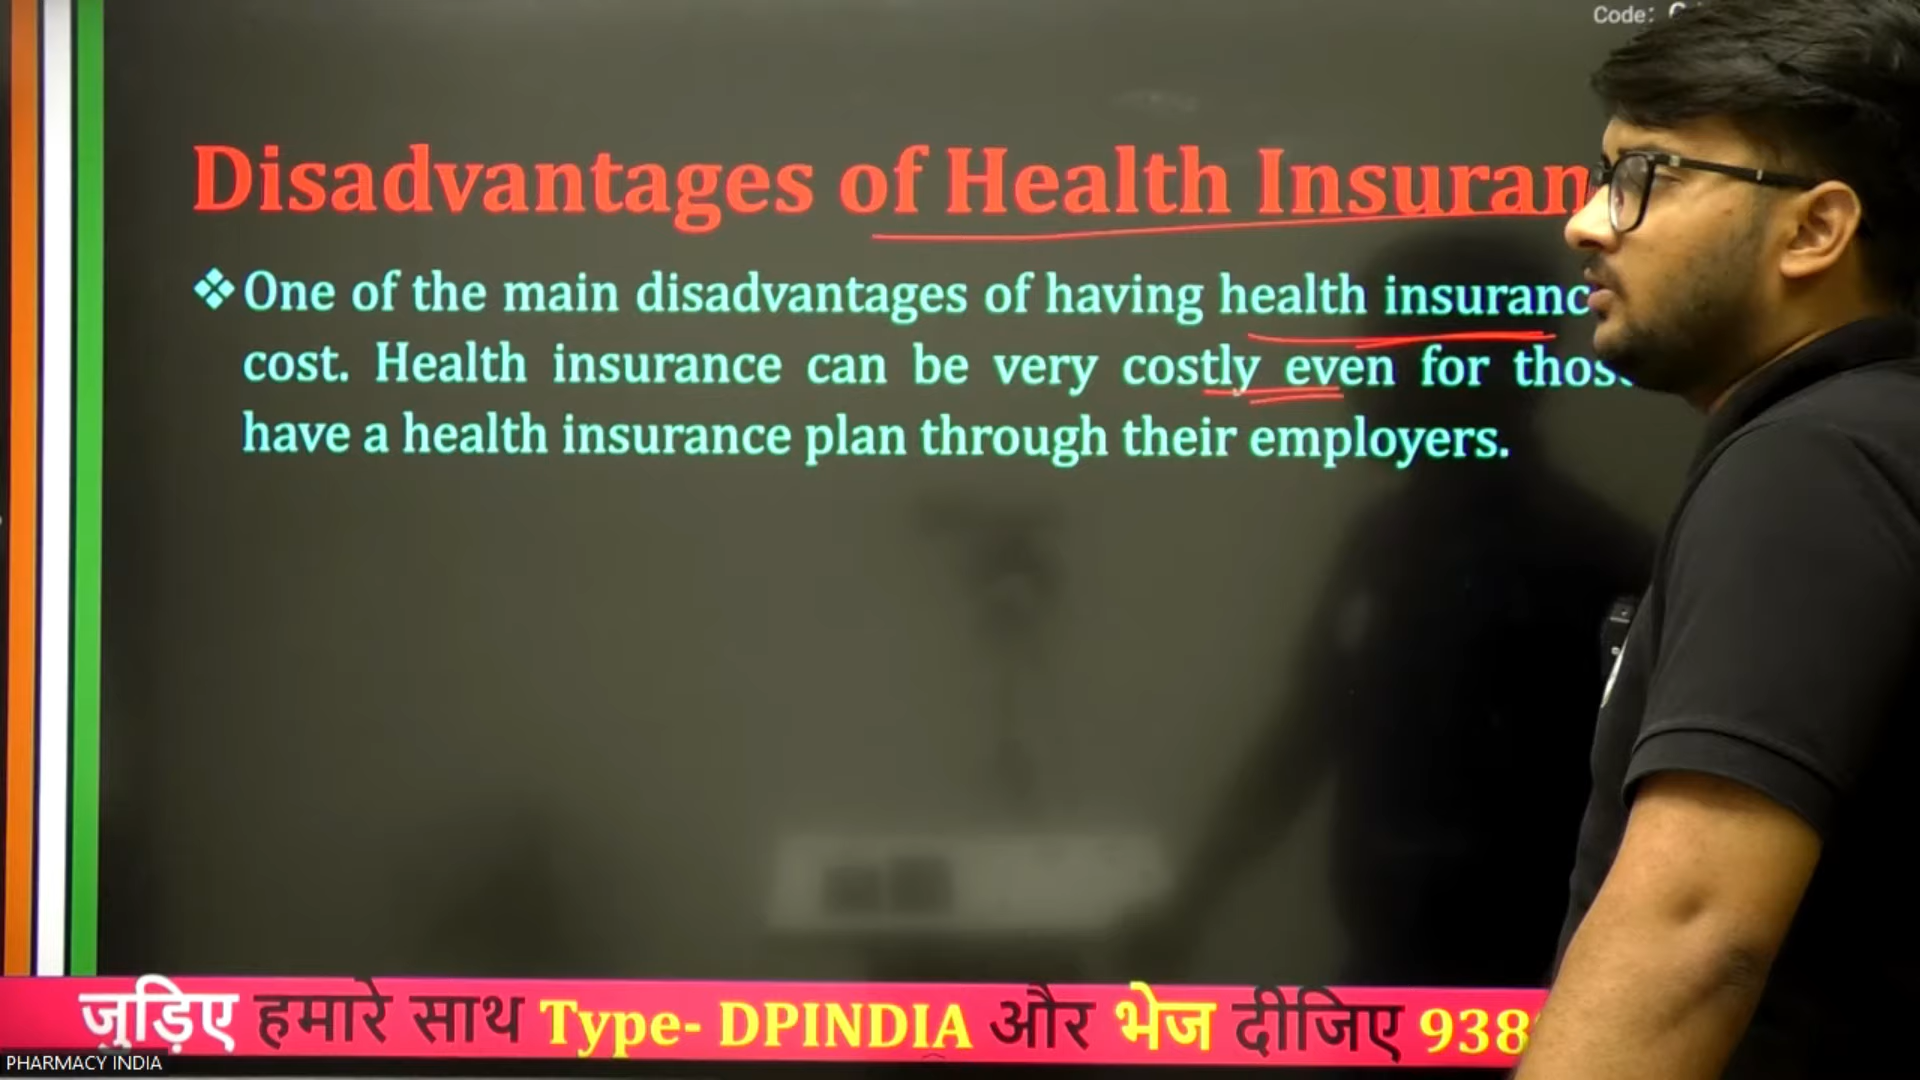 Code:
Disadvantages of Health Insuran
❖ One of the main disadvantages of having health insuranc
cost. Health insurance can be very costly even for thos
have a health insurance plan through their employers.
जुड़िए हमारे साथ Type- DPINDIA और भेज दीजिए 938
PHARMACY INDIA